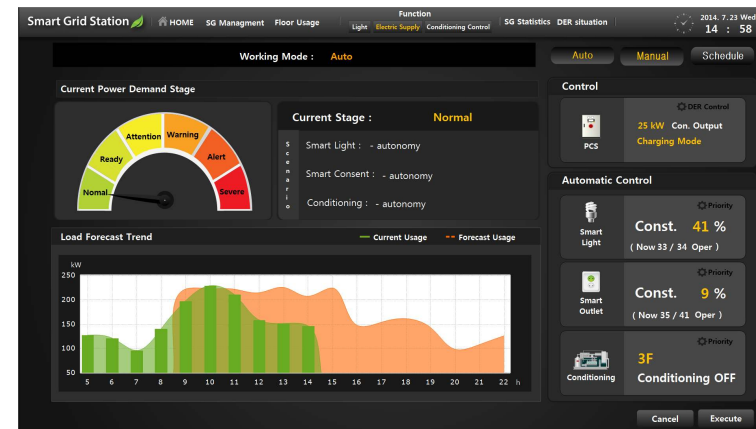 Smart Grid Station HOME SG Managment Floor Usage Function SG Statistics DER situation 2014. 7.23 Wed
Light Electric Supply Conditioning Control 14 : 58
Working Mode : Auto Auto Manual Schedule
Current Power Demand Stage
Nomal
Ready
Attention
Warning
Alert
Severe
Current Stage : Normal
Scenario
Smart Light : - autonomy
Smart Consent : - autonomy
Conditioning : - autonomy
Load Forecast Trend Current Usage Forecast Usage
kW
250
200
150
100
50
5 6 7 8 9 10 11 12 13 14 15 16 17 18 19 20 21 22 h
Control
DER Control
PCS
25 kW Con. Output
Charging Mode
Automatic Control
Priority
Smart
Light
Const. 41 %
( Now 33 / 34 Oper )
Priority
Smart
Outlet
Const. 9 %
( Now 35 / 41 Oper )
Priority
Conditioning
3F
Conditioning OFF
Cancel Execute